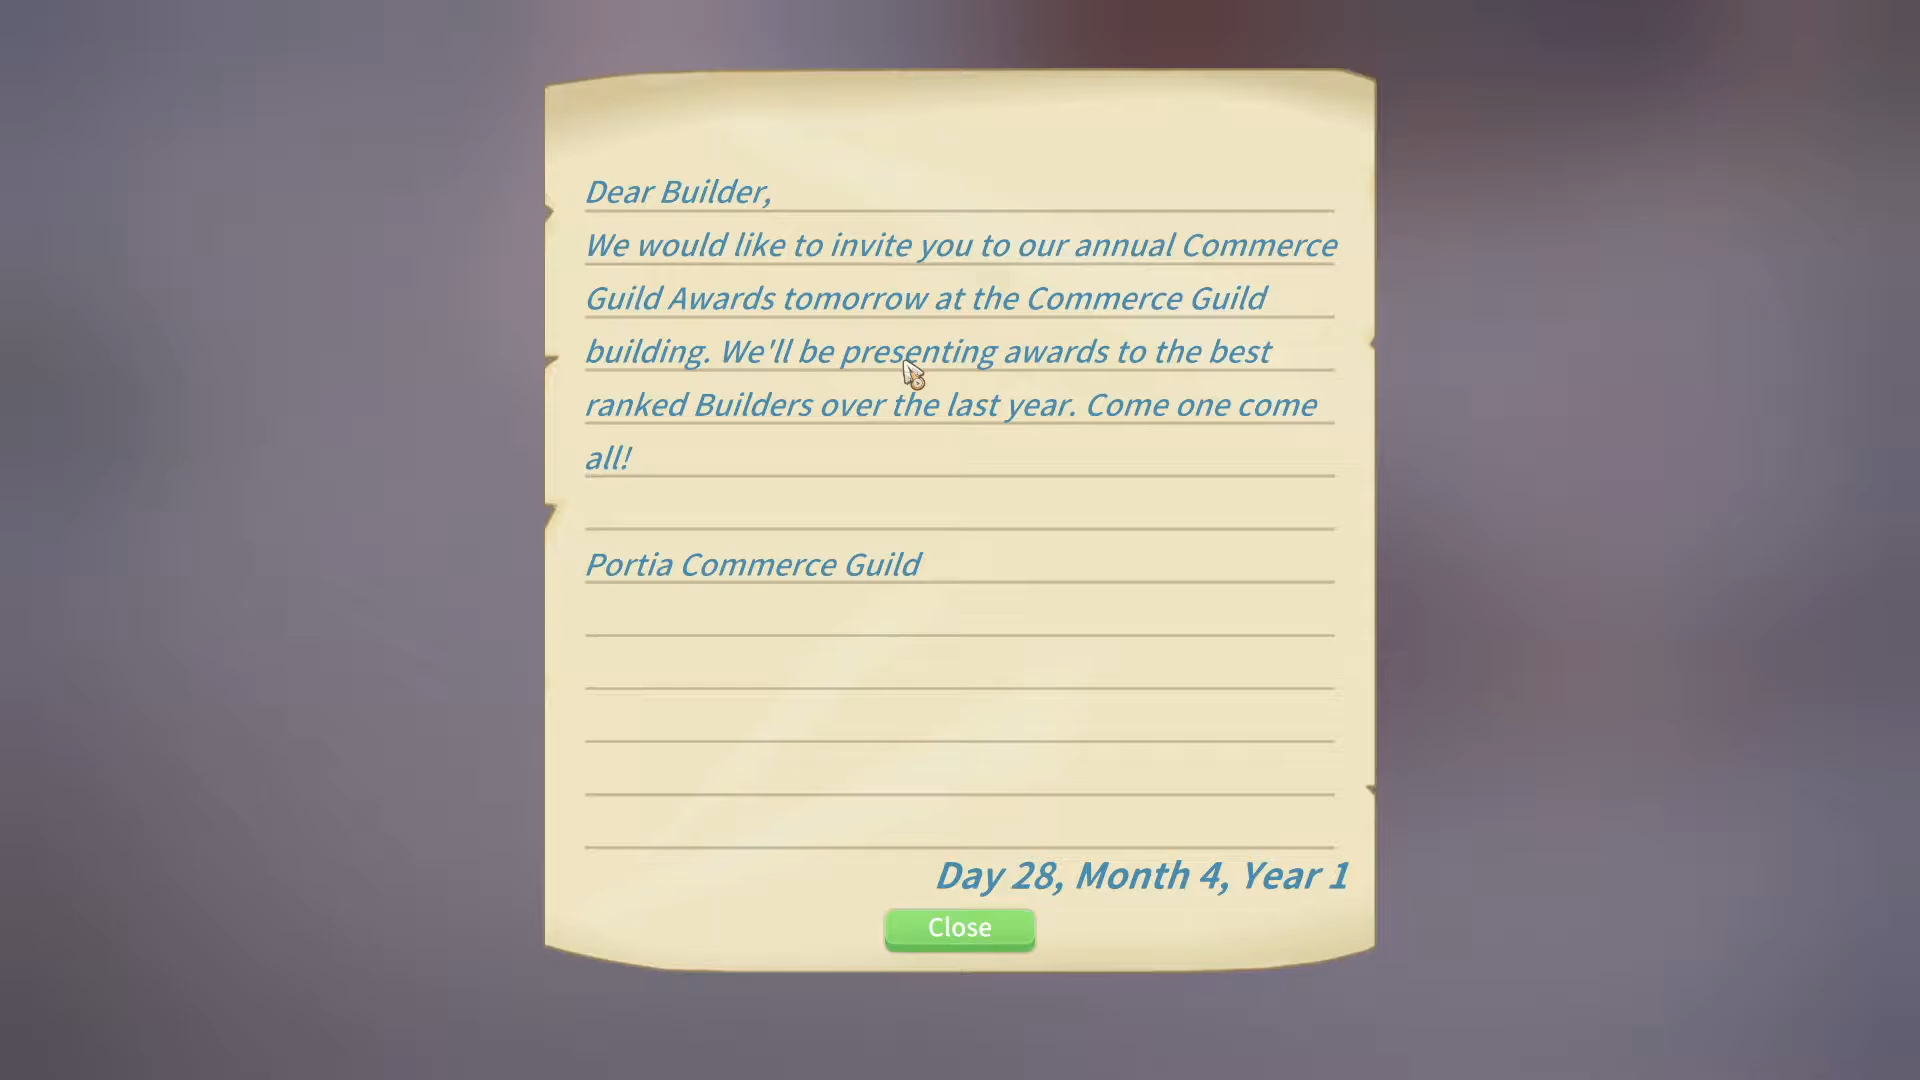 Dear Builder,
We would like to invite you to our annual Commerce
Guild Awards tomorrow at the Commerce Guild
building. We'll be presenting awards to the best
ranked Builders over the last year. Come one come
all!
Portia Commerce Guild
Day 28, Month 4, Year 1
Close